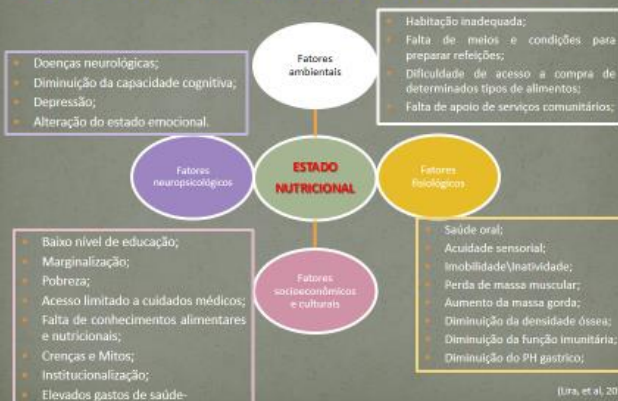 Fatores
ambientais
Habitação inadequada;
Falta de meios e condições para
preparar refeições;
Dificuldade de acesso a compra de
determinados tipos de alimentos;
Falta de apoio de serviços comunitários;
Doenças neurológicas;
Diminuição da capacidade cognitiva;
Depressão;
Alteração do estado emocional.
Fatores
neuropsicológicos
ESTADO
NUTRICIONAL
Fatores
fisiológicos
Baixo nível de educação;
Marginalização;
Pobreza;
Acesso limitado a cuidados médicos;
Falta de conhecimentos alimentares
e nutricionais;
Crenças e Mitos;
Institucionalização;
Elevados gastos de saúde-
Fatores
socioeconômicos
e culturais
Saúde oral;
Acuidade sensorial;
Imobilidade\Inatividade;
Perda de massa muscular;
Aumento da massa gorda;
Diminuição da densidade óssea;
Diminuição da função imunitária;
Diminuição do PH gastrico;
(Lira, et al, 20